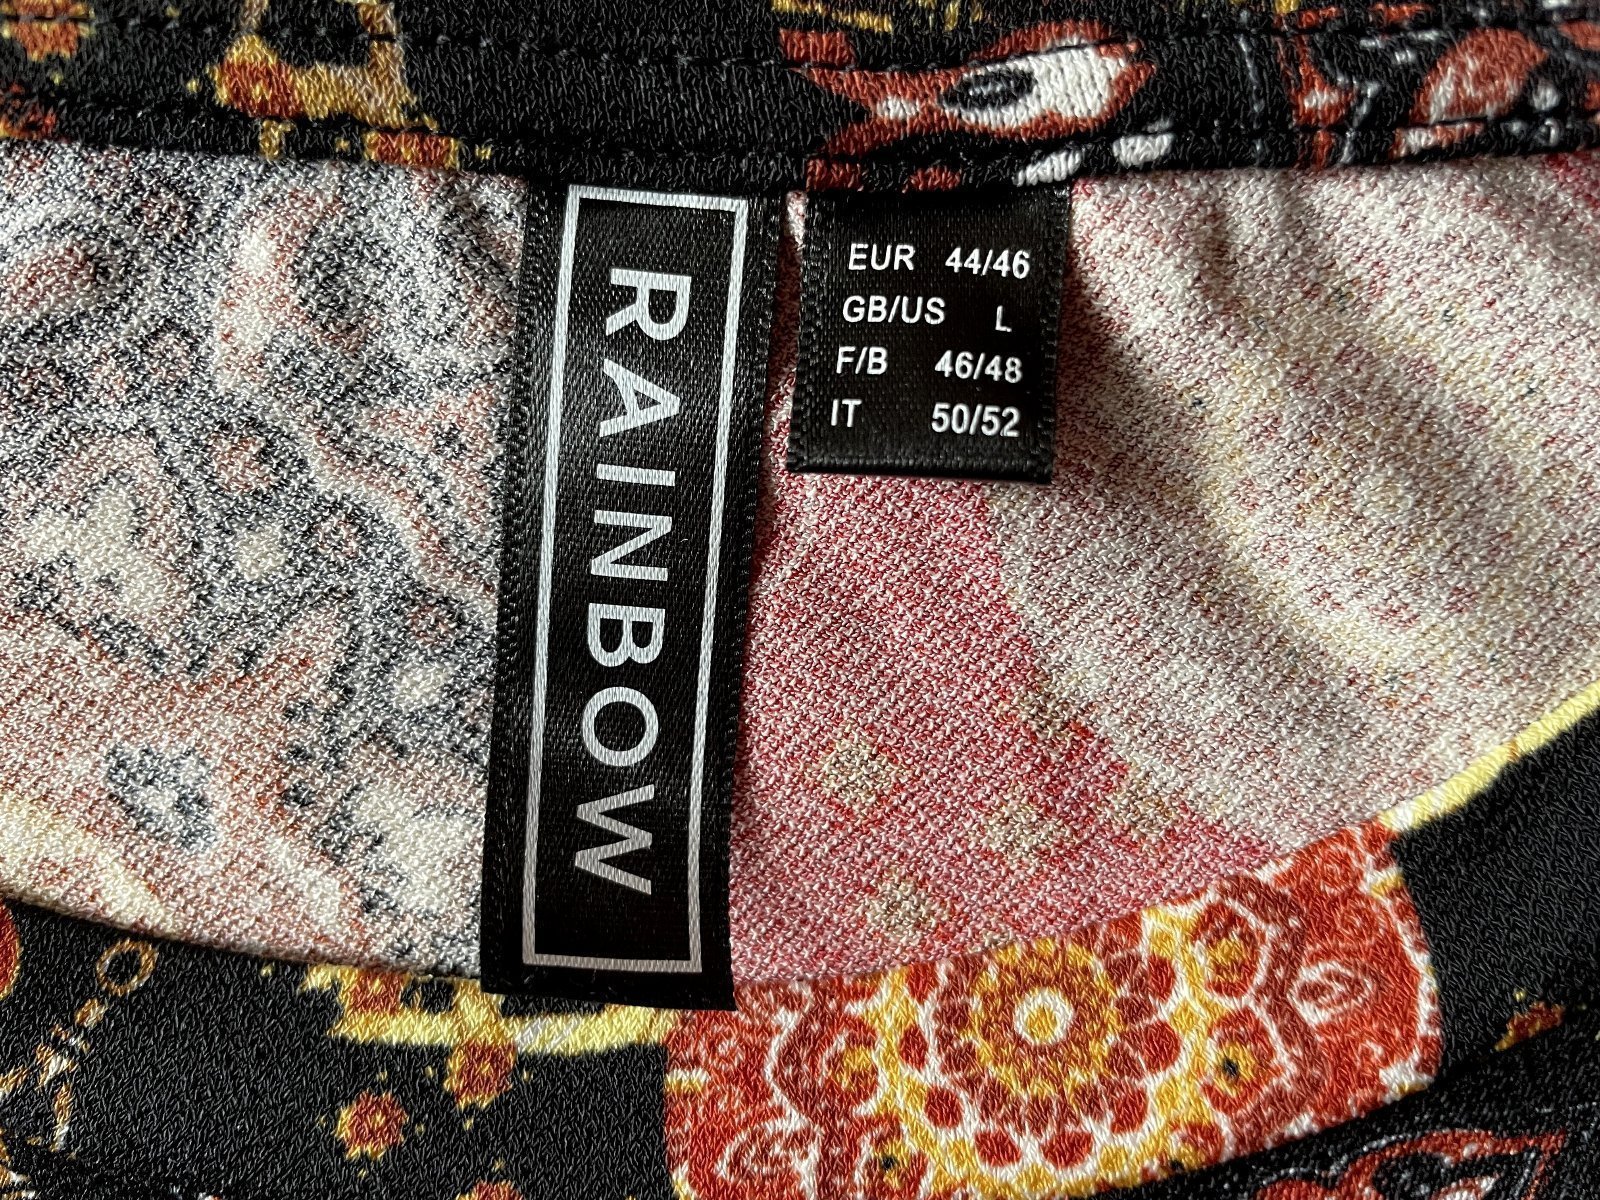 RAINBOW
EUR 44/46
GB/US L
F/B 46/48
IT 50/52